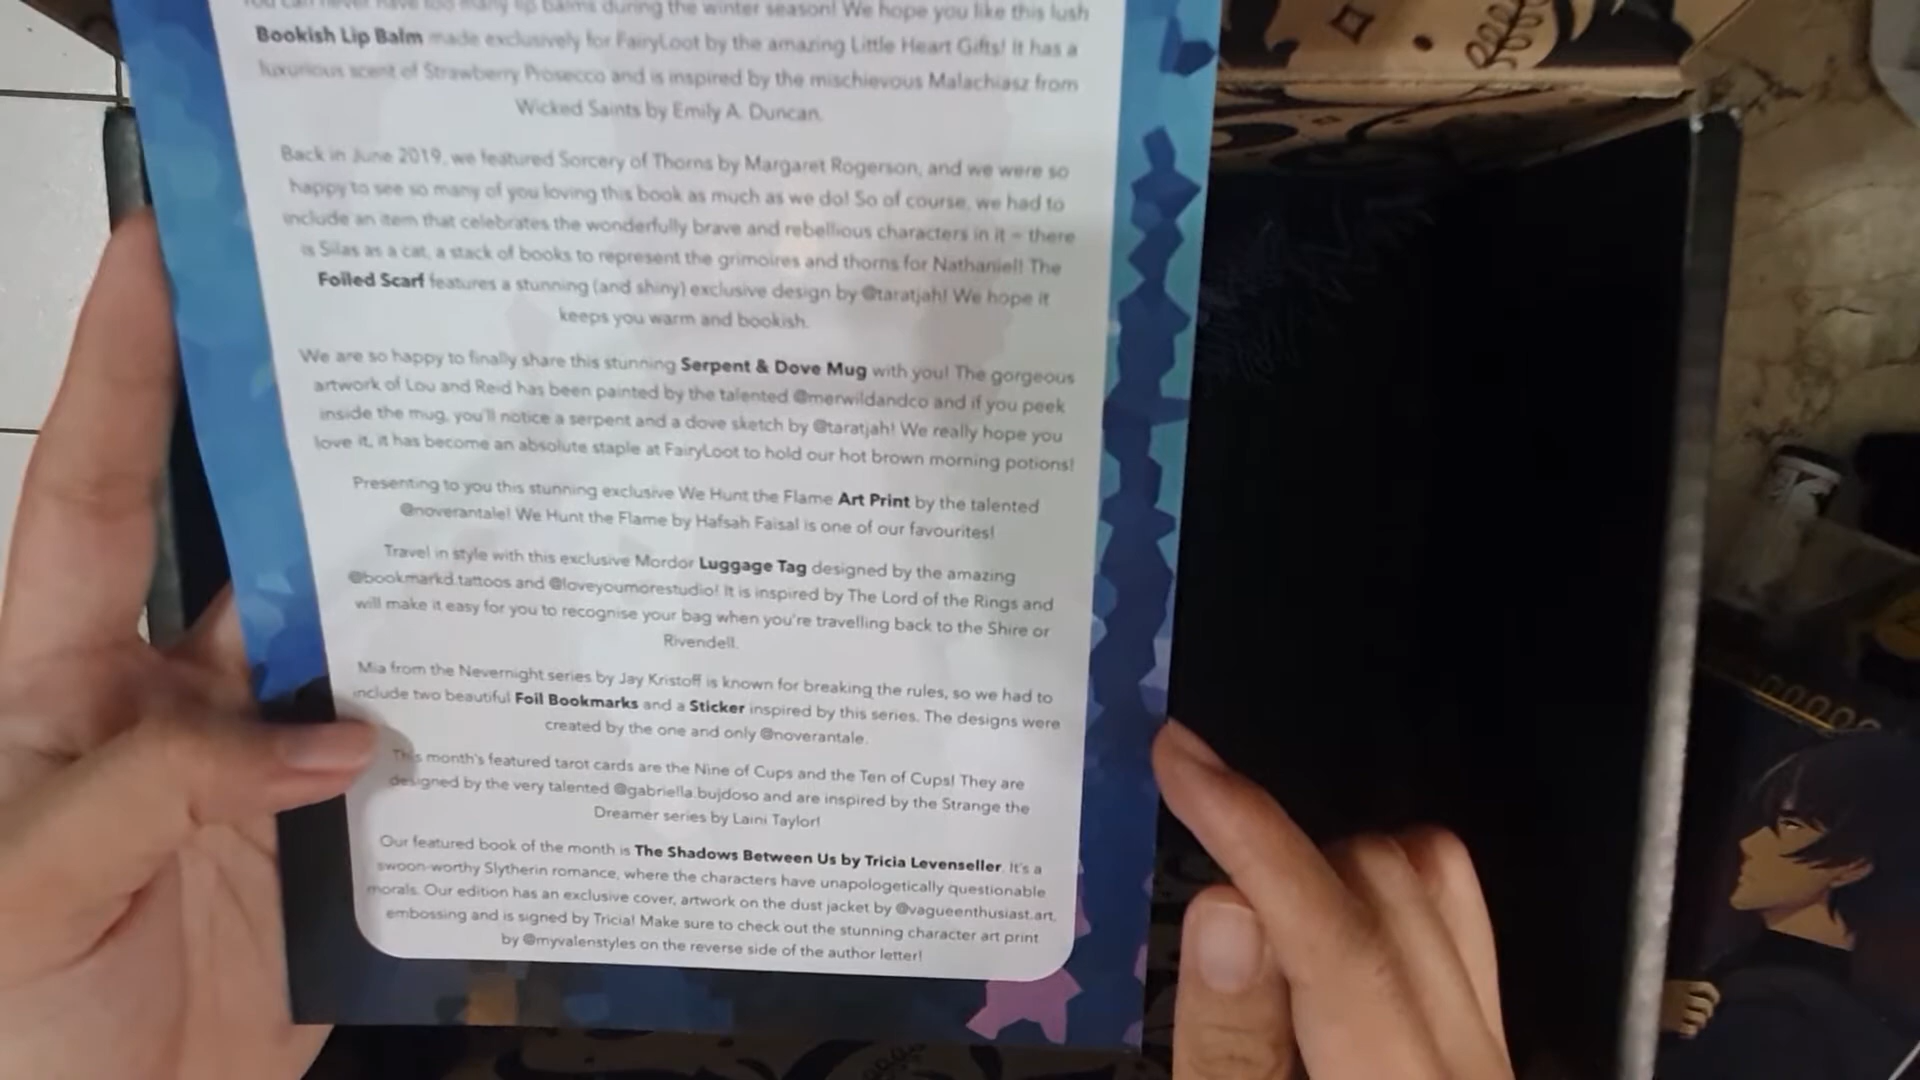 You can never have too many lip balms during the winter season! We hope you like this lush
Bookish Lip Balm made exclusively for FairyLoot by the amazing Little Heart Gifts! It has a
luxurious scent of Strawberry Prosecco and is inspired by the mischievous Malachiasz from
Wicked Saints by Emily A. Duncan.
Back in June 2019, we featured Sorcery of Thorns by Margaret Rogerson, and we were so
happy to see so many of you loving this book as much as we do! So of course, we had to
include an item that celebrates the wonderfully brave and rebellious characters in it – there
is Silas as a cat, a stack of books to represent the grimoires and thorns for Nathaniel! The
Foiled Scarf features a stunning (and shiny) exclusive design by @taratjah! We hope it
keeps you warm and bookish.
We are so happy to finally share this stunning Serpent & Dove Mug with you! The gorgeous
artwork of Lou and Reid has been painted by the talented @merwildandco and if you peek
inside the mug, you'll notice a serpent and a dove sketch by @taratjah! We really hope you
love it, it has become an absolute staple at FairyLoot to hold our hot brown morning potions!
Presenting to you this stunning exclusive We Hunt the Flame Art Print by the talented
@noverantale! We Hunt the Flame by Hafsah Faisal is one of our favourites!
Travel in style with this exclusive Mordor Luggage Tag designed by the amazing
@bookmarkd.tattoos and @loveyoumorestudio! It is inspired by The Lord of the Rings and
will make it easy for you to recognise your bag when you're travelling back to the Shire or
Rivendell.
Mia from the Nevernight series by Jay Kristoff is known for breaking the rules, so we had to
include two beautiful Foil Bookmarks and a Sticker inspired by this series. The designs were
created by the one and only @noverantale.
This month's featured tarot cards are the Nine of Cups and the Ten of Cups! They are
designed by the very talented @gabriella.bujdoso and are inspired by the Strange the
Dreamer series by Laini Taylor!
Our featured book of the month is The Shadows Between Us by Tricia Levenseller. It's a
swoon-worthy Slytherin romance, where the characters have unapologetically questionable
morals. Our edition has an exclusive cover, artwork on the dust jacket by @vagueenthusiast.art,
embossing and is signed by Tricia! Make sure to check out the stunning character art print
by @myvalenstyles on the reverse side of the author letter!